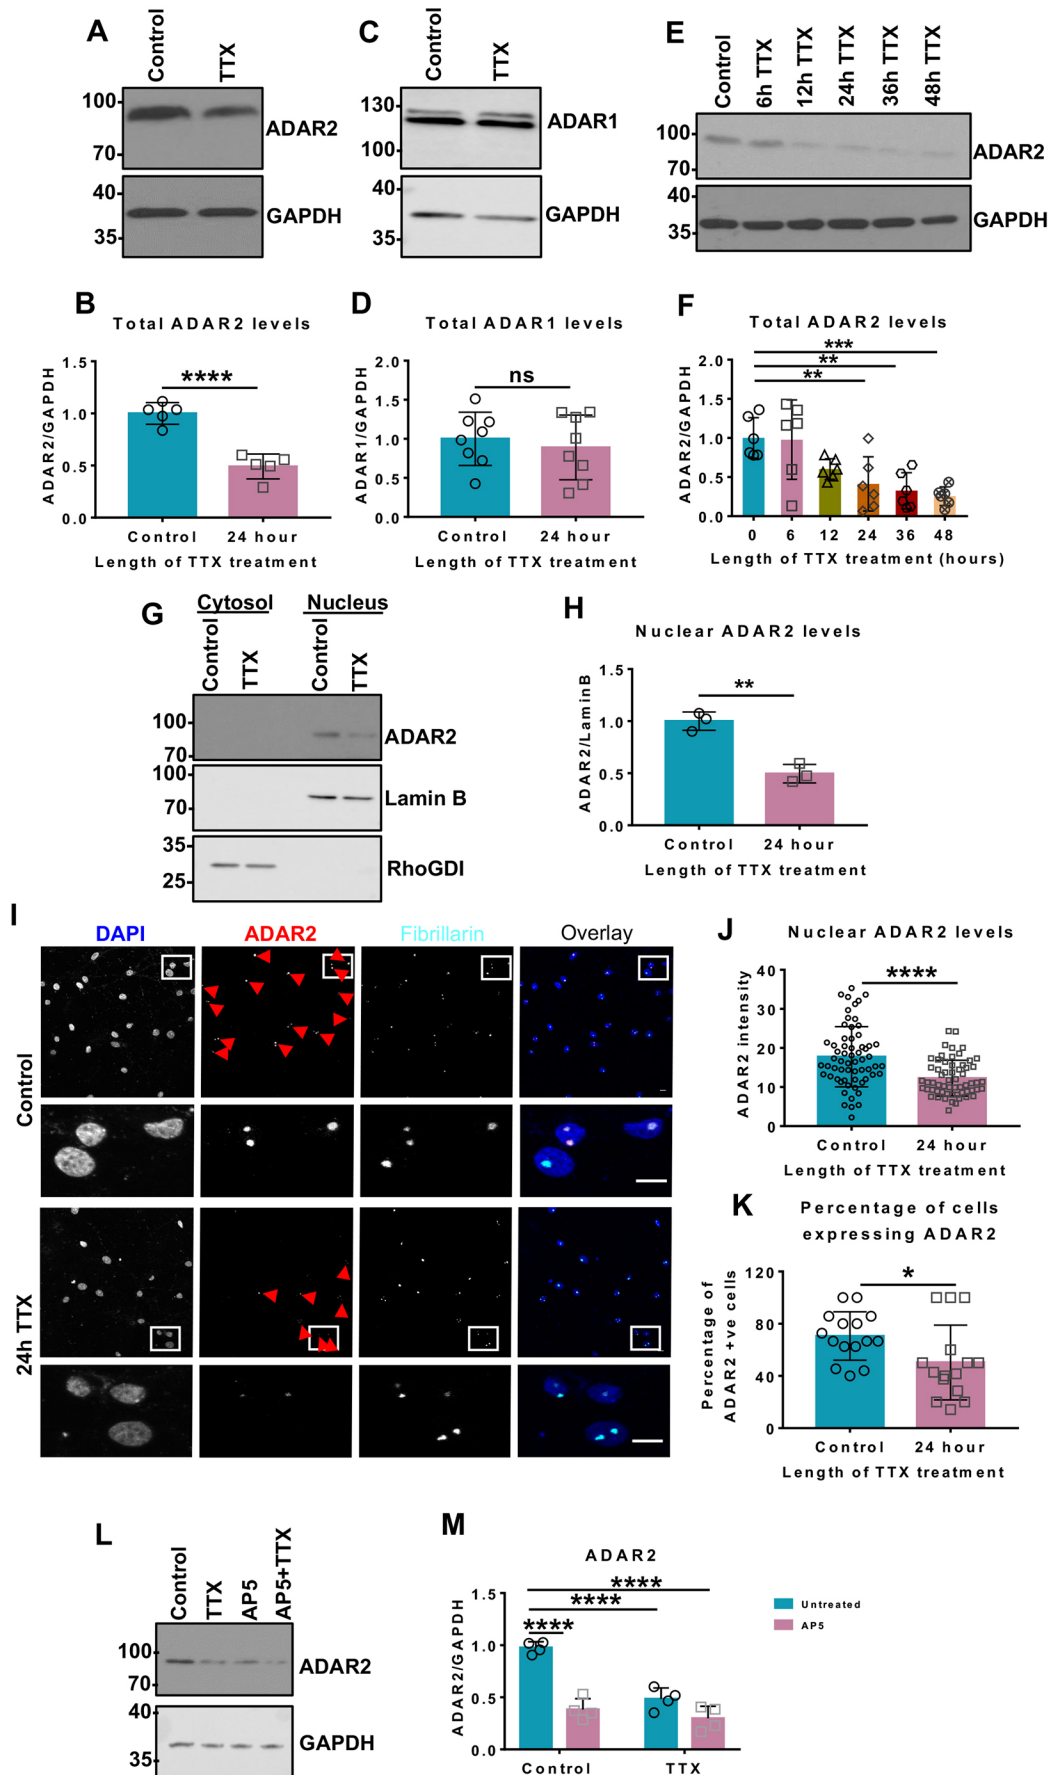 A
Control
TTX
100
70
ADAR2
40
35
GAPDH
C
Control
TTX
130
100
ADAR1
40
35
GAPDH
E
Control
6h TTX
12h TTX
24h TTX
36h TTX
48h TTX
100
70
ADAR2
40
35
GAPDH
B
Total ADAR2 levels
ADAR2/GAPDH
1.5
1.0
0.5
0.0
****
Control
24 hour
Length of TTX treatment
D
Total ADAR1 levels
ADAR1/GAPDH
2.0
1.5
1.0
0.5
0.0
ns
Control
24 hour
Length of TTX treatment
F
Total ADAR2 levels
ADAR2/GAPDH
2.0
1.5
1.0
0.5
0.0
***
**
**
0 6 12 24 36 48
Length of TTX treatment (hours)
G
Cytosol
Nucleus
Control
TTX
Control
TTX
100
70
ADAR2
100
70
Lamin B
35
25
RhoGDI
H
Nuclear ADAR2 levels
ADAR2/LaminB
1.5
1.0
0.5
0.0
**
Control
24 hour
Length of TTX treatment
I
DAPI
ADAR2
Fibrillarin
Overlay
Control
24h TTX
J
Nuclear ADAR2 levels
ADAR2 intensity
40
30
20
10
0
****
Control
24 hour
Length of TTX treatment
K
Percentage of cells
expressing ADAR2
Percentage of
ADAR2 +ve cells
120
80
40
0
*
Control
24 hour
Length of TTX treatment
L
Control
TTX
AP5
AP5+TTX
100
70
ADAR2
40
35
GAPDH
M
ADAR2
ADAR2/GAPDH
1.5
1.0
0.5
0.0
****
****
****
Control
TTX
Untreated
AP5